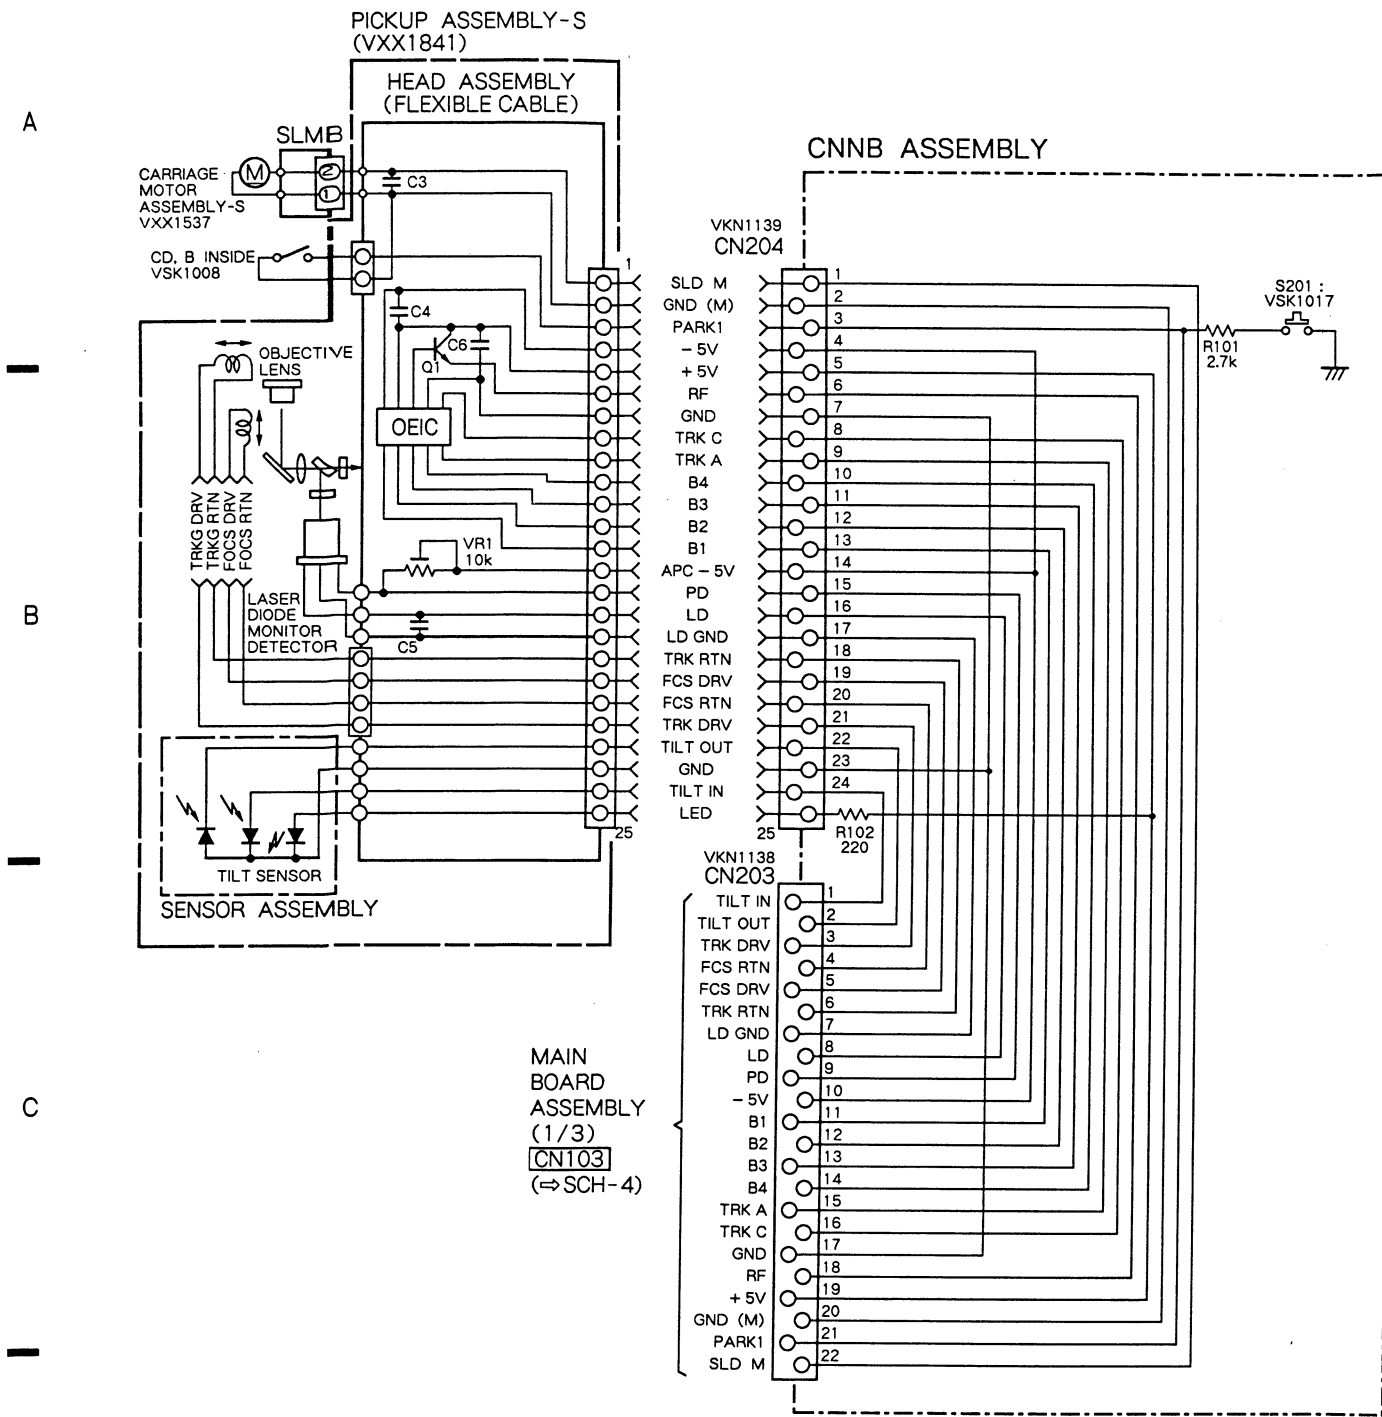 PICKUP ASSEMBLY-S
(VXX1841)
HEAD ASSEMBLY
(FLEXIBLE CABLE)
A
SLMB
CNNB ASSEMBLY
CARRIAGE
MOTOR
ASSEMBLY-S
VXX1537
M
2
1
C3
CD, B INSIDE
VSK1008
VKN1139
CN204
S201 :
VSK1017
R101
2.7k
1
SLD M
1
GND (M)
2
PARK1
3
- 5V
4
+ 5V
5
RF
6
GND
7
TRK C
8
TRK A
9
B4
10
B3
11
B2
12
B1
13
APC - 5V
14
PD
15
LD
16
LD GND
17
TRK RTN
18
FCS DRV
19
FCS RTN
20
TRK DRV
21
TILT OUT
22
GND
23
TILT IN
24
LED
25
25
C4
C6
Q1
OEIC
OBJECTIVE
LENS
TRKG DRV
TRKG RTN
FOCS DRV
FOCS RTN
VR1
10k
B
LASER
DIODE
MONITOR
DETECTOR
C5
R102
220
TILT SENSOR
SENSOR ASSEMBLY
VKN1138
CN203
TILT IN
1
TILT OUT
2
TRK DRV
3
FCS RTN
4
FCS DRV
5
TRK RTN
6
LD GND
7
LD
8
PD
9
- 5V
10
B1
11
B2
12
B3
13
B4
14
TRK A
15
TRK C
16
GND
17
RF
18
+ 5V
19
GND (M)
20
PARK1
21
SLD M
22
MAIN
BOARD
ASSEMBLY
(1/3)
CN103
(⇨SCH-4)
C